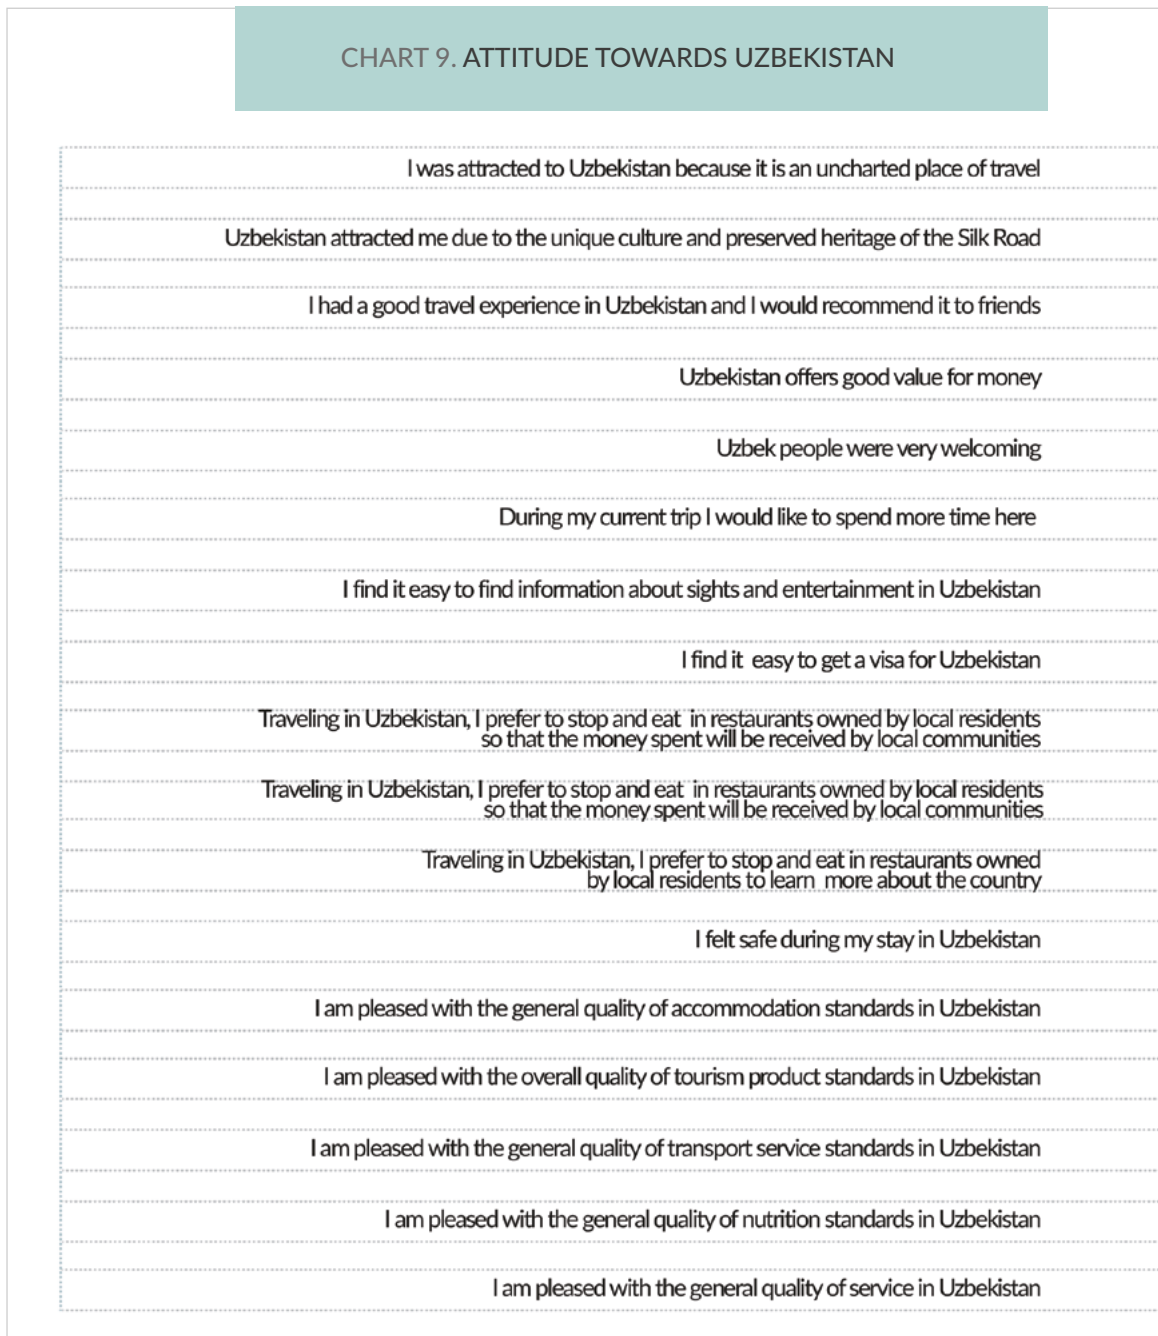 CHART 9. ATTITUDE TOWARDS UZBEKISTAN
I was attracted to Uzbekistan because it is an uncharted place of travel
Uzbekistan attracted me due to the unique culture and preserved heritage of the Silk Road
I had a good travel experience in Uzbekistan and I would recommend it to friends
Uzbekistan offers good value for money
Uzbek people were very welcoming
During my current trip I would like to spend more time here
I find it easy to find information about sights and entertainment in Uzbekistan
I find it easy to get a visa for Uzbekistan
Traveling in Uzbekistan, I prefer to stop and eat in restaurants owned by local residents
so that the money spent will be received by local communities
Traveling in Uzbekistan, I prefer to stop and eat in restaurants owned by local residents
so that the money spent will be received by local communities
Traveling in Uzbekistan, I prefer to stop and eat in restaurants owned
by local residents to learn more about the country
I felt safe during my stay in Uzbekistan
I am pleased with the general quality of accommodation standards in Uzbekistan
I am pleased with the overall quality of tourism product standards in Uzbekistan
I am pleased with the general quality of transport service standards in Uzbekistan
I am pleased with the general quality of nutrition standards in Uzbekistan
I am pleased with the general quality of service in Uzbekistan